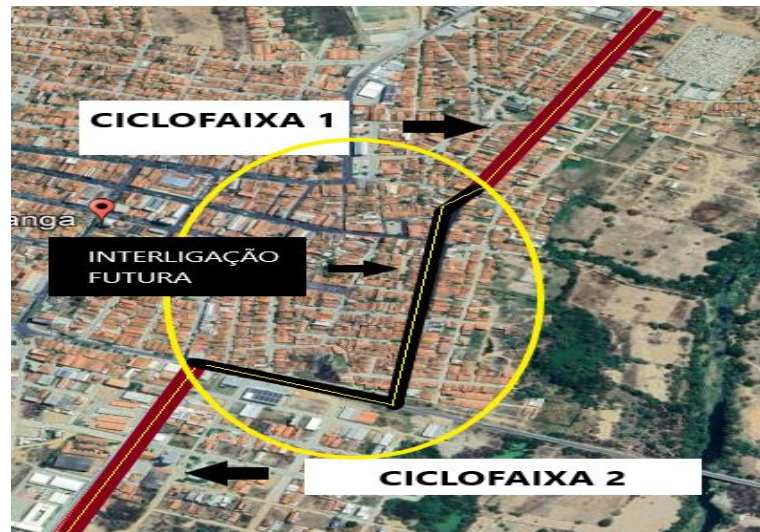 CICLOFAIXA 1
anga
INTERLIGAÇÃO
FUTURA
CICLOFAIXA 2